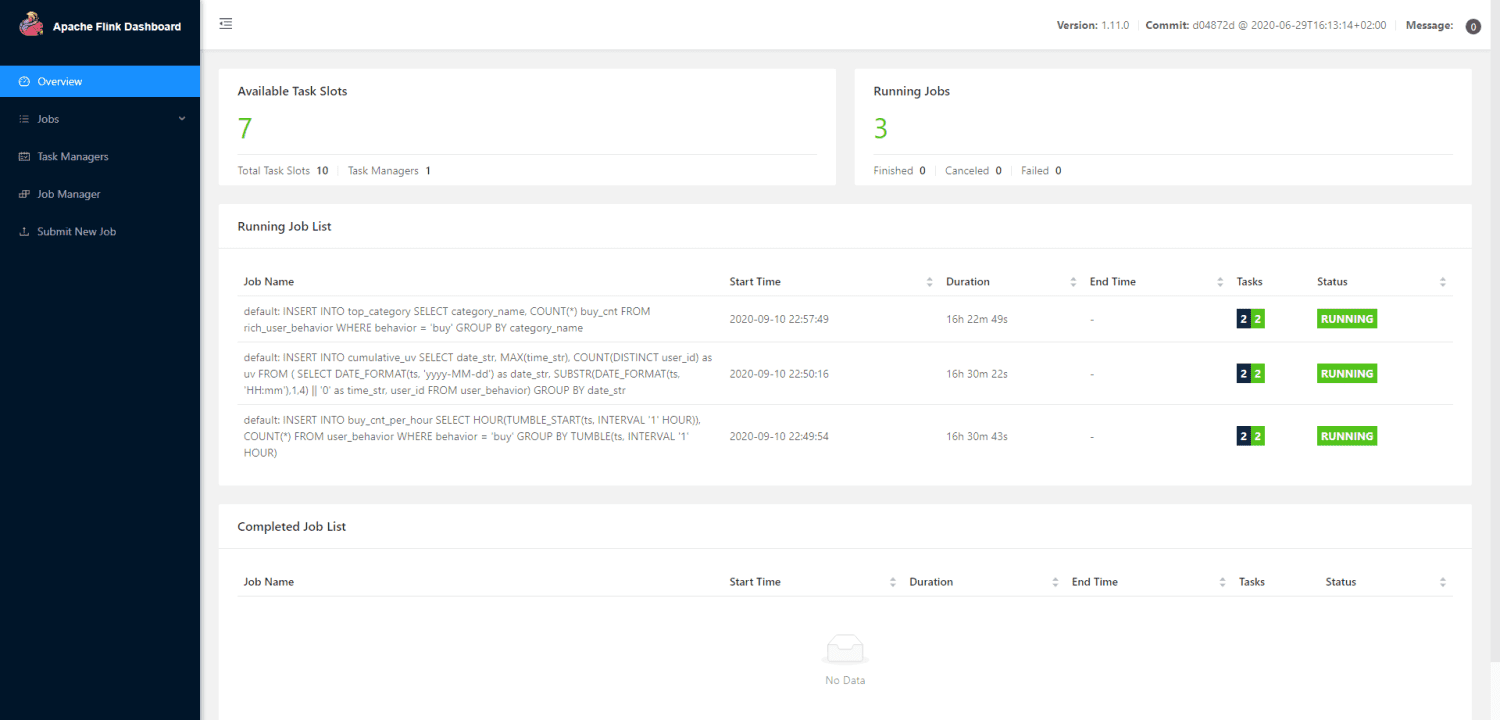 Apache Flink Dashboard
Version: 1.11.0 Commit: d04872d @ 2020-06-29T16:13:14+02:00 Message: 0
Overview
Jobs
Task Managers
Job Manager
Submit New Job
Available Task Slots
7
Total Task Slots 10 Task Managers 1
Running Jobs
3
Finished 0 Canceled 0 Failed 0
Running Job List
Job Name Start Time Duration End Time Tasks Status
default: INSERT INTO top_category SELECT category_name, COUNT(*) buy_cnt FROM
rich_user_behavior WHERE behavior = 'buy' GROUP BY category_name
2020-09-10 22:57:49 16h 22m 49s - 2 2 RUNNING
default: INSERT INTO cumulative_uv SELECT date_str, MAX(time_str), COUNT(DISTINCT user_id) as
uv FROM ( SELECT DATE_FORMAT(ts, 'yyyy-MM-dd') as date_str, SUBSTR(DATE_FORMAT(ts,
'HH:mm'),1,4) || '0' as time_str, user_id FROM user_behavior) GROUP BY date_str
2020-09-10 22:50:16 16h 30m 22s - 2 2 RUNNING
default: INSERT INTO buy_cnt_per_hour SELECT HOUR(TUMBLE_START(ts, INTERVAL '1' HOUR)),
COUNT(*) FROM user_behavior WHERE behavior = 'buy' GROUP BY TUMBLE(ts, INTERVAL '1'
HOUR)
2020-09-10 22:49:54 16h 30m 43s - 2 2 RUNNING
Completed Job List
Job Name Start Time Duration End Time Tasks Status
No Data